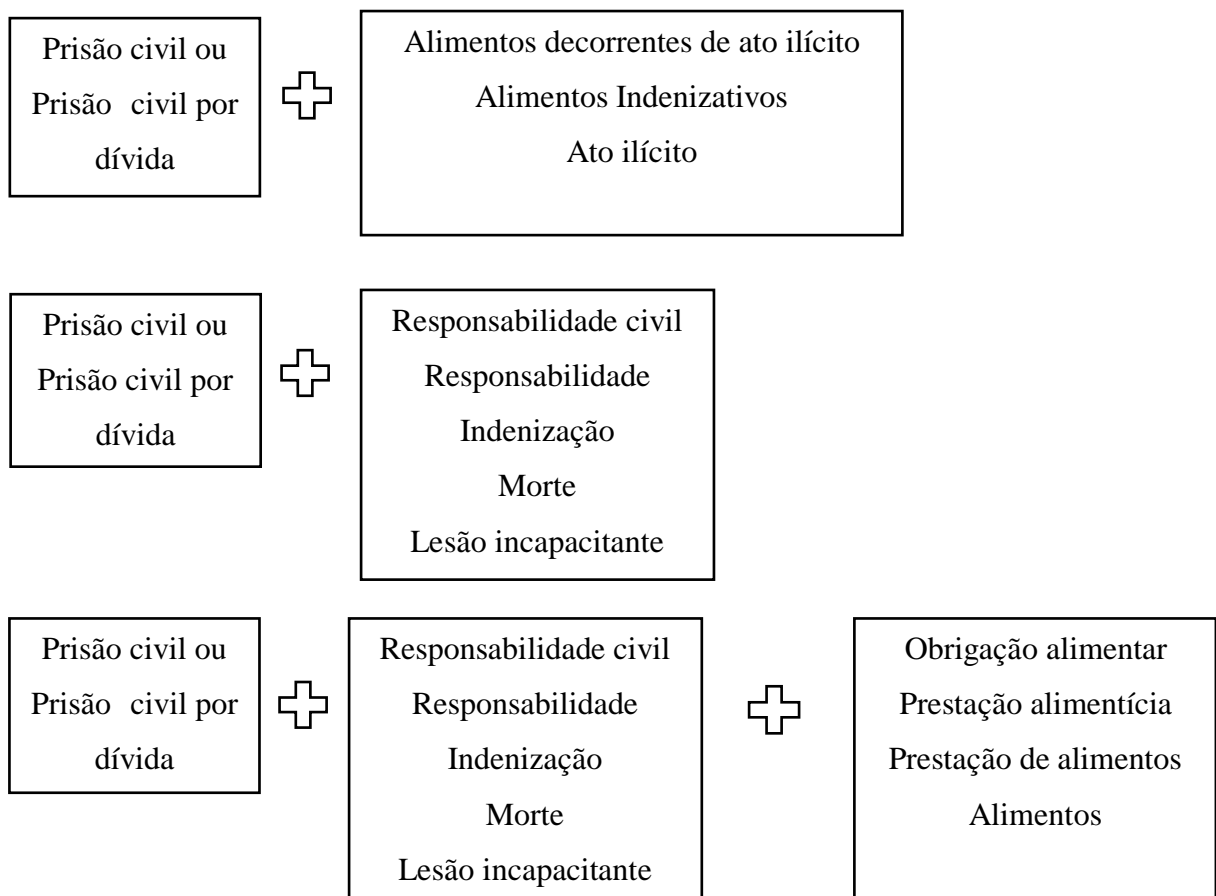 Prisão civil ou
Prisão civil por
dívida
Alimentos decorrentes de ato ilícito
Alimentos Indenizativos
Ato ilícito
Prisão civil ou
Prisão civil por
dívida
Responsabilidade civil
Responsabilidade
Indenização
Morte
Lesão incapacitante
Prisão civil ou
Prisão civil por
dívida
Responsabilidade civil
Responsabilidade
Indenização
Morte
Lesão incapacitante
Obrigação alimentar
Prestação alimentícia
Prestação de alimentos
Alimentos